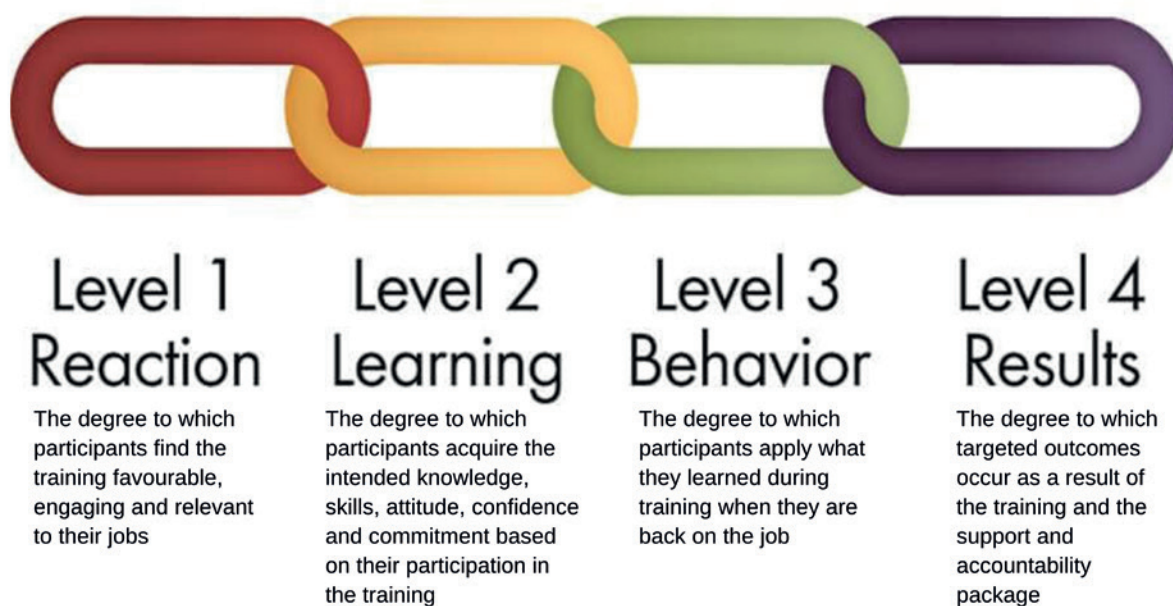 Level 1
Reaction
The degree to which
participants find the
training favourable,
engaging and relevant
to their jobs
Level 2
Learning
The degree to which
participants acquire the
intended knowledge,
skills, attitude, confidence
and commitment based
on their participation in
the training
Level 3
Behavior
The degree to which
participants apply what
they learned during
training when they are
back on the job
Level 4
Results
The degree to which
targeted outcomes
occur as a result of
the training and the
support and
accountability
package